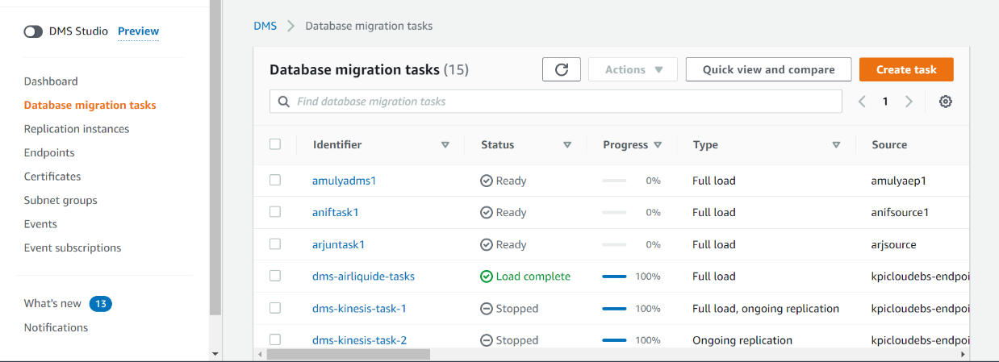 DMS Studio Preview
Dashboard
Database migration tasks
Replication instances
Endpoints
Certificates
Subnet groups
Events
Event subscriptions
What's new 13
Notifications
DMS > Database migration tasks
Database migration tasks (15) Actions Quick view and compare Create task
Find database migration tasks 1
Identifier Status Progress Type Source
amulyadms1 Ready 0% Full load amulyaep1
aniftask1 Ready 0% Full load anifsource1
arjuntask1 Ready 0% Full load arjsource
dms-airliquide-tasks Load complete 100% Full load kpicloudebs-endpoi
dms-kinesis-task-1 Stopped 100% Full load, ongoing replication kpicloudebs-endpoi
dms-kinesis-task-2 Stopped 100% Ongoing replication kpicloudebs-endpoi